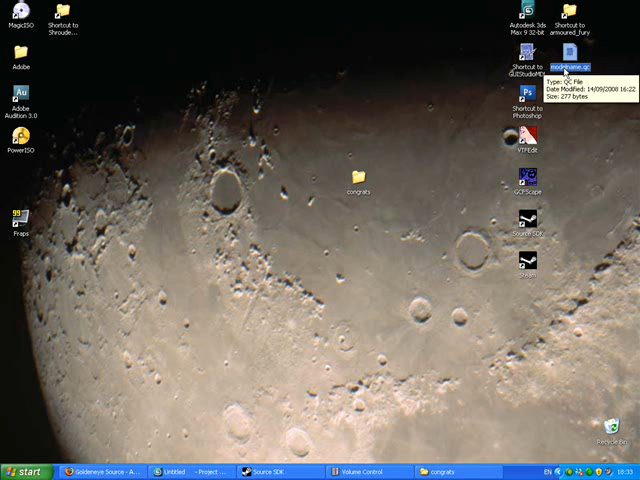 MagicISO
Shortcut to
Shroude...
Autodesk 3ds
Max 9 32-bit
Shortcut to
armoured_fury
Adobe
Shortcut to
GUIStudioMDL
modelname.qc
Type: QC File
Date Modified: 14/09/2008 16:22
Size: 277 bytes
Adobe
Audition 3.0
Shortcut to
Photoshop
PowerISO
VTFEdit
congrats
GCFScape
99
Fraps
Source SDK
Steam
Recycle Bin
start
Goldeneye Source - A...
Untitled - Project ...
Source SDK
Volume Control
congrats
EN
18:33